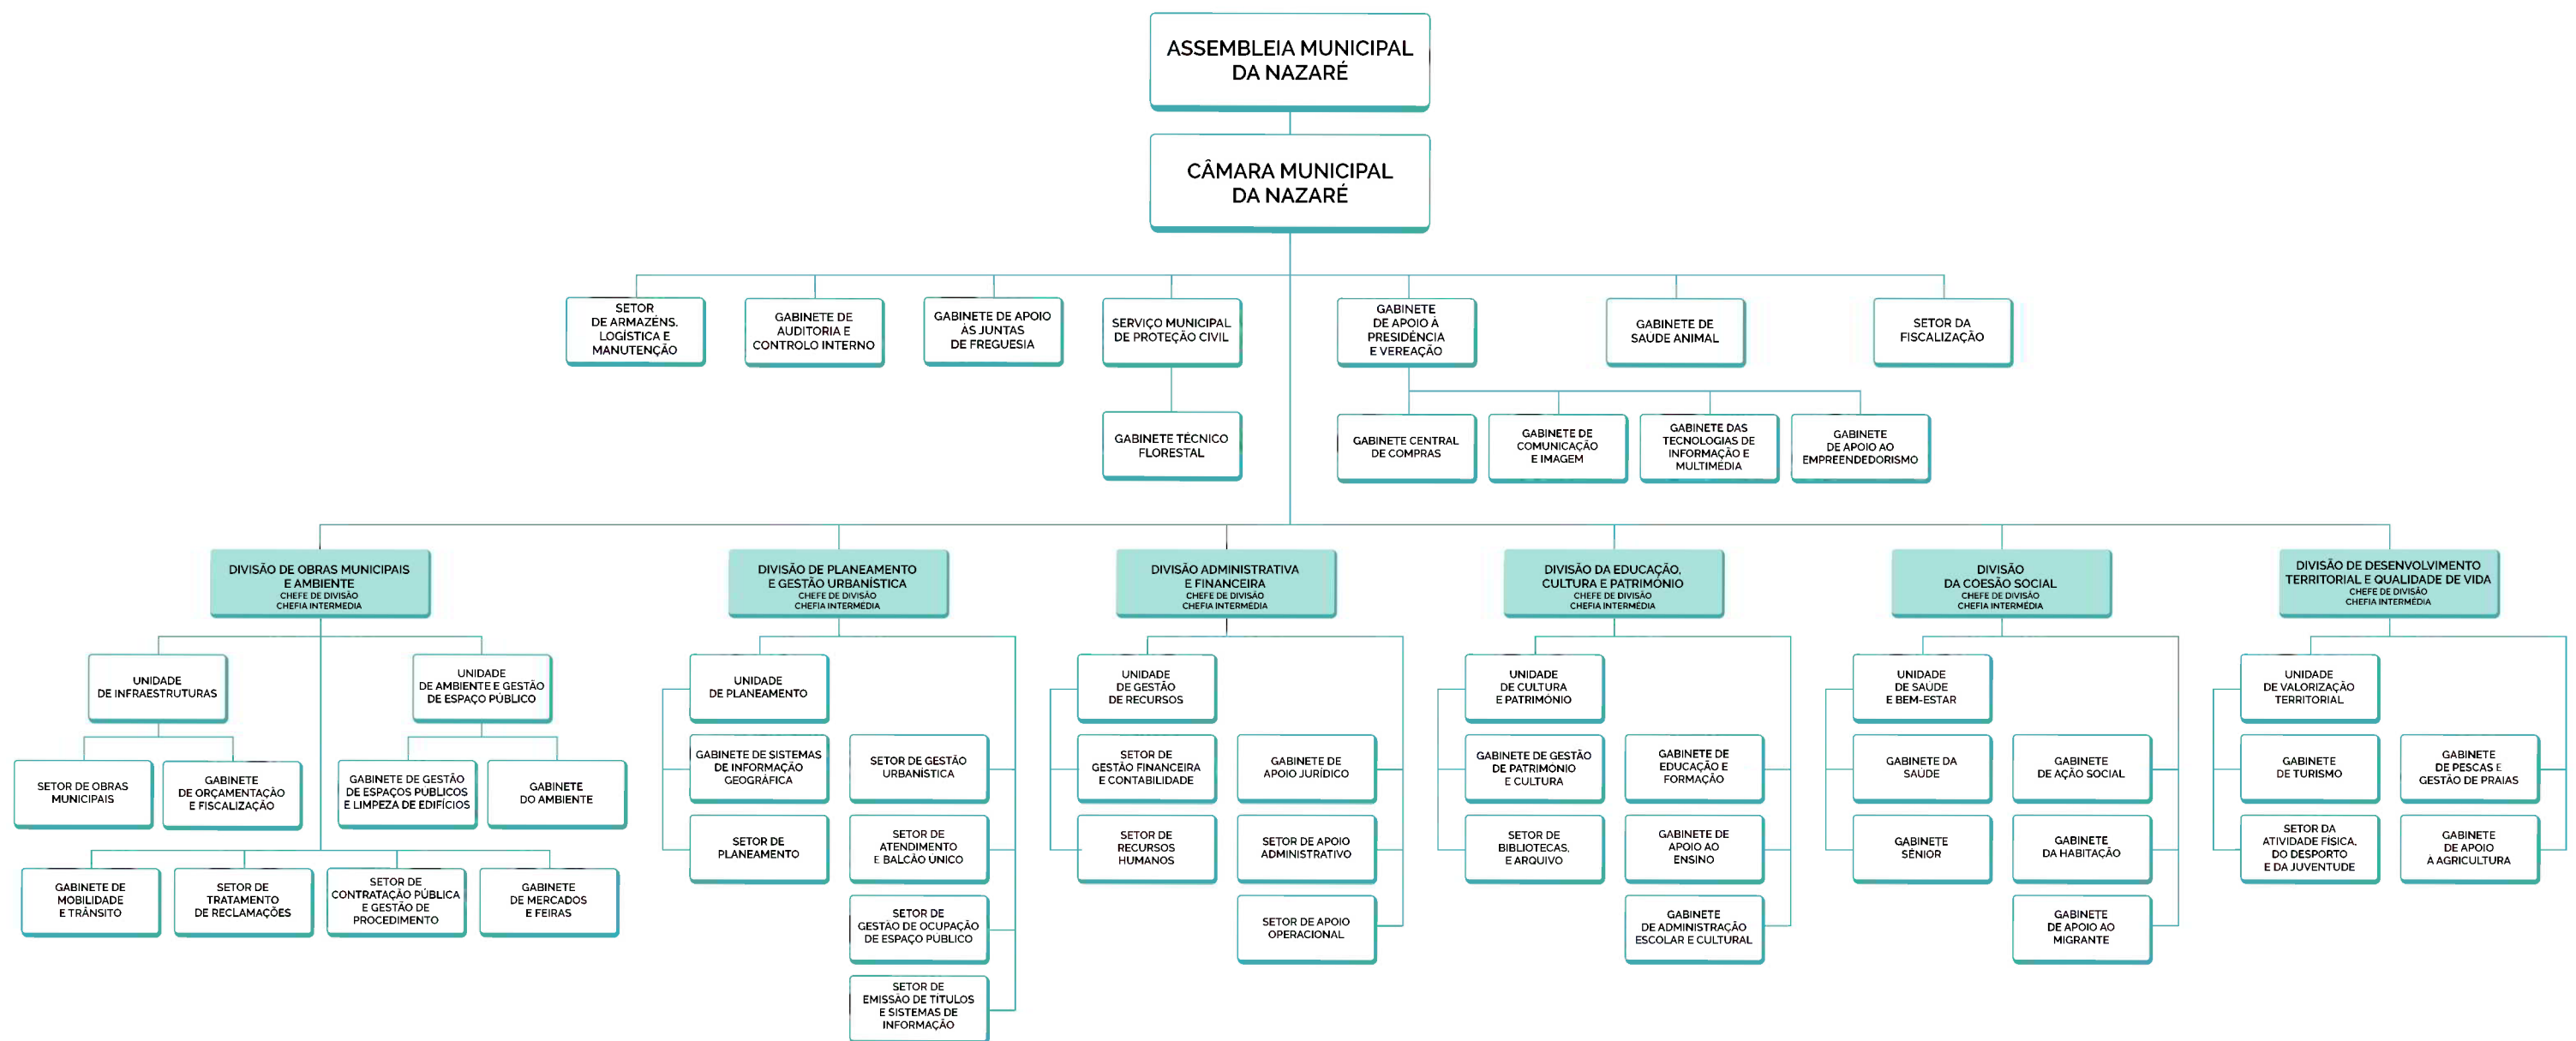 ASSEMBLEIA MUNICIPAL
DA NAZARÉ
CÂMARA MUNICIPAL
DA NAZARÉ
SETOR
DE ARMAZÉNS,
LOGÍSTICA E
MANUTENÇÃO
GABINETE DE
AUDITORIA E
CONTROLO INTERNO
GABINETE DE APOIO
ÀS JUNTAS
DE FREGUESIA
SERVIÇO MUNICIPAL
DE PROTEÇÃO CIVIL
GABINETE
DE APOIO À
PRESIDÊNCIA
E VEREAÇÃO
GABINETE DE
SAUDE ANIMAL
SETOR DA
FISCALIZAÇÃO
GABINETE TÉCNICO
FLORESTAL
GABINETE CENTRAL
DE COMPRAS
GABINETE DE
COMUNICAÇÃO
E IMAGEM
GABINETE DAS
TECNOLOGIAS DE
INFORMAÇÃO E
MULTIMÉDIA
GABINETE
DE APOIO AO
EMPREENDEDORISMO
DIVISÃO DE OBRAS MUNICIPAIS
E AMBIENTE
CHEFE DE DIVISÃO
CHEFIA INTERMÉDIA
DIVISÃO DE PLANEAMENTO
E GESTÃO URBANÍSTICA
CHEFE DE DIVISÃO
CHEFIA INTERMÉDIA
DIVISÃO ADMINISTRATIVA
E FINANCEIRA
CHEFE DE DIVISÃO
CHEFIA INTERMÉDIA
DIVISÃO DA EDUCAÇÃO,
CULTURA E PATRIMÓNIO
CHEFE DE DIVISÃO
CHEFIA INTERMÉDIA
DIVISÃO
DA COESÃO SOCIAL
CHEFE DE DIVISÃO
CHEFIA INTERMÉDIA
DIVISÃO DE DESENVOLVIMENTO
TERRITORIAL E QUALIDADE DE VIDA
CHEFE DE DIVISÃO
CHEFIA INTERMÉDIA
UNIDADE
DE INFRAESTRUTURAS
UNIDADE
DE AMBIENTE E GESTÃO
DE ESPAÇO PÚBLICO
SETOR DE OBRAS
MUNICIPAIS
GABINETE
DE ORÇAMENTAÇÃO
E FISCALIZAÇÃO
GABINETE DE GESTÃO
DE ESPAÇOS PÚBLICOS
E LIMPEZA DE EDIFÍCIOS
GABINETE
DO AMBIENTE
GABINETE DE
MOBILIDADE
E TRÂNSITO
SETOR DE
TRATAMENTO
DE RECLAMAÇÕES
SETOR DE
CONTRATAÇÃO PÚBLICA
E GESTÃO DE
PROCEDIMENTO
GABINETE
DE MERCADOS
E FEIRAS
UNIDADE
DE PLANEAMENTO
GABINETE DE SISTEMAS
DE INFORMAÇÃO
GEOGRÁFICA
SETOR DE
PLANEAMENTO
SETOR DE GESTÃO
URBANÍSTICA
SETOR DE
ATENDIMENTO
E BALCÃO UNICO
SETOR DE
GESTÃO DE OCUPAÇÃO
DE ESPAÇO PÚBLICO
SETOR DE
EMISSÃO DE TÍTULOS
E SISTEMAS DE
INFORMAÇÃO
UNIDADE
DE GESTÃO
DE RECURSOS
SETOR DE
GESTÃO FINANCEIRA
E CONTABILIDADE
SETOR DE
RECURSOS
HUMANOS
GABINETE DE
APOIO JURÍDICO
SETOR DE APOIO
ADMINISTRATIVO
SETOR DE APOIO
OPERACIONAL
UNIDADE
DE CULTURA
E PATRIMÓNIO
GABINETE DE GESTÃO
DE PATRIMÓNIO
E CULTURA
SETOR DE
BIBLIOTECAS,
E ARQUIVO
GABINETE DE
EDUCAÇÃO E
FORMAÇÃO
GABINETE DE
APOIO AO
ENSINO
GABINETE
DE ADMINISTRAÇÃO
ESCOLAR E CULTURAL
UNIDADE
DE SAUDE
E BEM-ESTAR
GABINETE DA
SAÚDE
GABINETE
SÉNIOR
GABINETE
DE AÇÃO SOCIAL
GABINETE
DA HABITAÇÃO
GABINETE
DE APOIO AO
MIGRANTE
UNIDADE
DE VALORIZAÇÃO
TERRITORIAL
GABINETE
DE TURISMO
SETOR DA
ATIVIDADE FÍSICA,
DO DESPORTO
E DA JUVENTUDE
GABINETE
DE PESCAS E
GESTÃO DE PRAIAS
GABINETE
DE APOIO
À AGRICULTURA